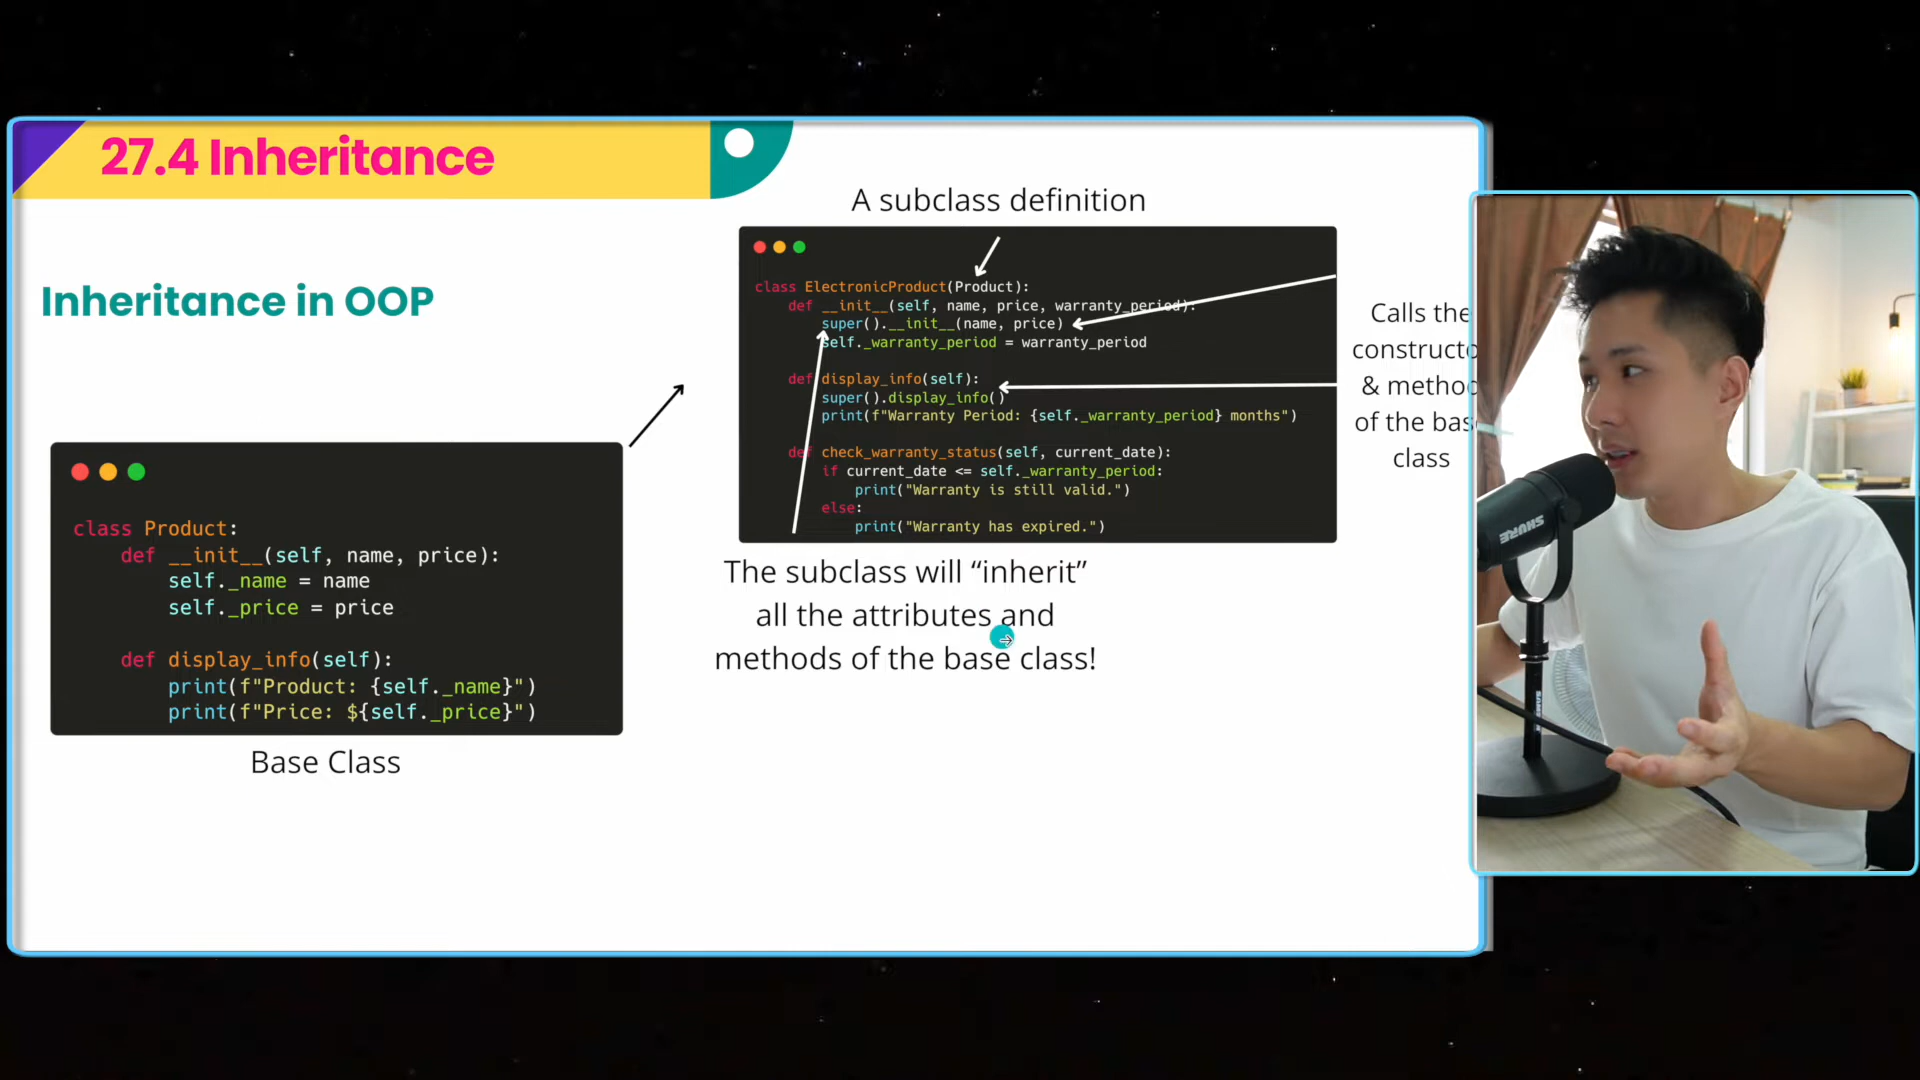 27.4 Inheritance
Inheritance in OOP
class Product:
    def __init__(self, name, price):
        self._name = name
        self._price = price
    def display_info(self):
        print(f"Product: {self._name}")
        print(f"Price: ${self._price}")
Base Class
A subclass definition
class ElectronicProduct(Product):
    def __init__(self, name, price, warranty_period):
        super().__init__(name, price)
        self._warranty_period = warranty_period
    def display_info(self):
        super().display_info()
        print(f"Warranty Period: {self._warranty_period} months")
    def check_warranty_status(self, current_date):
        if current_date <= self._warranty_period:
            print("Warranty is still valid.")
        else:
            print("Warranty has expired.")
The subclass will “inherit”
all the attributes and
methods of the base class!
Calls the
constructo
& method
of the bas
class
SHURE